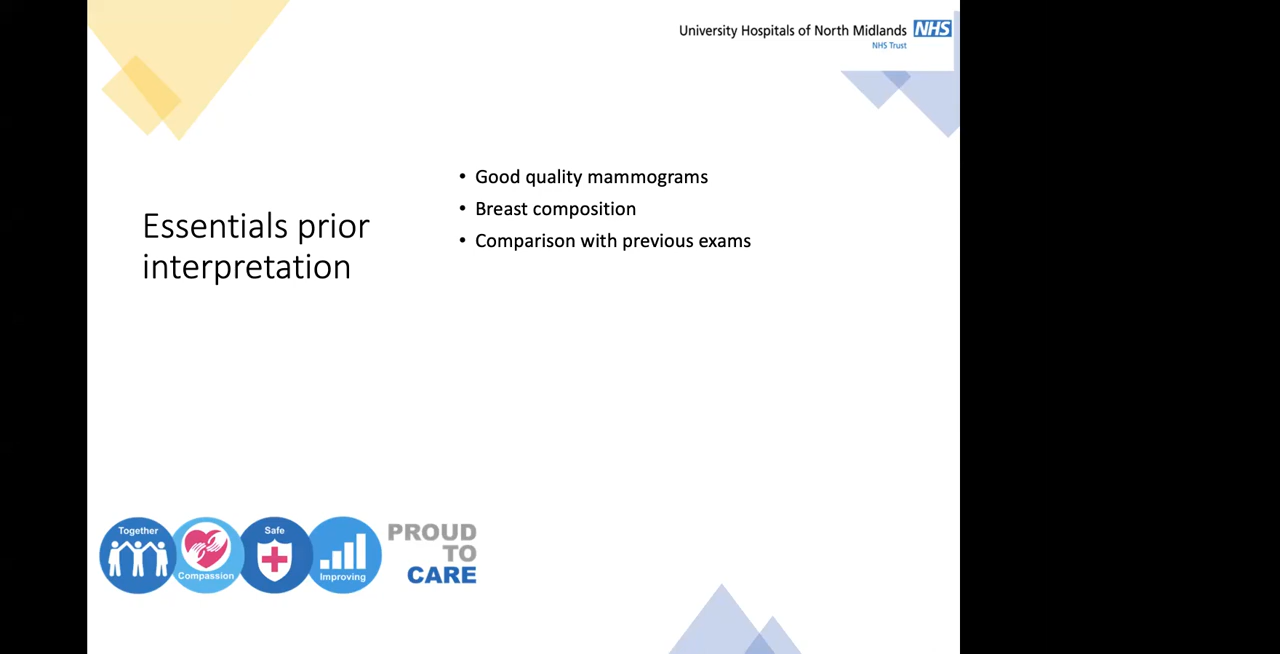 University Hospitals of North Midlands NHS
NHS Trust
Essentials prior
interpretation
• Good quality mammograms
• Breast composition
• Comparison with previous exams
Together
Compassion
Safe
Improving
PROUD
TO
CARE